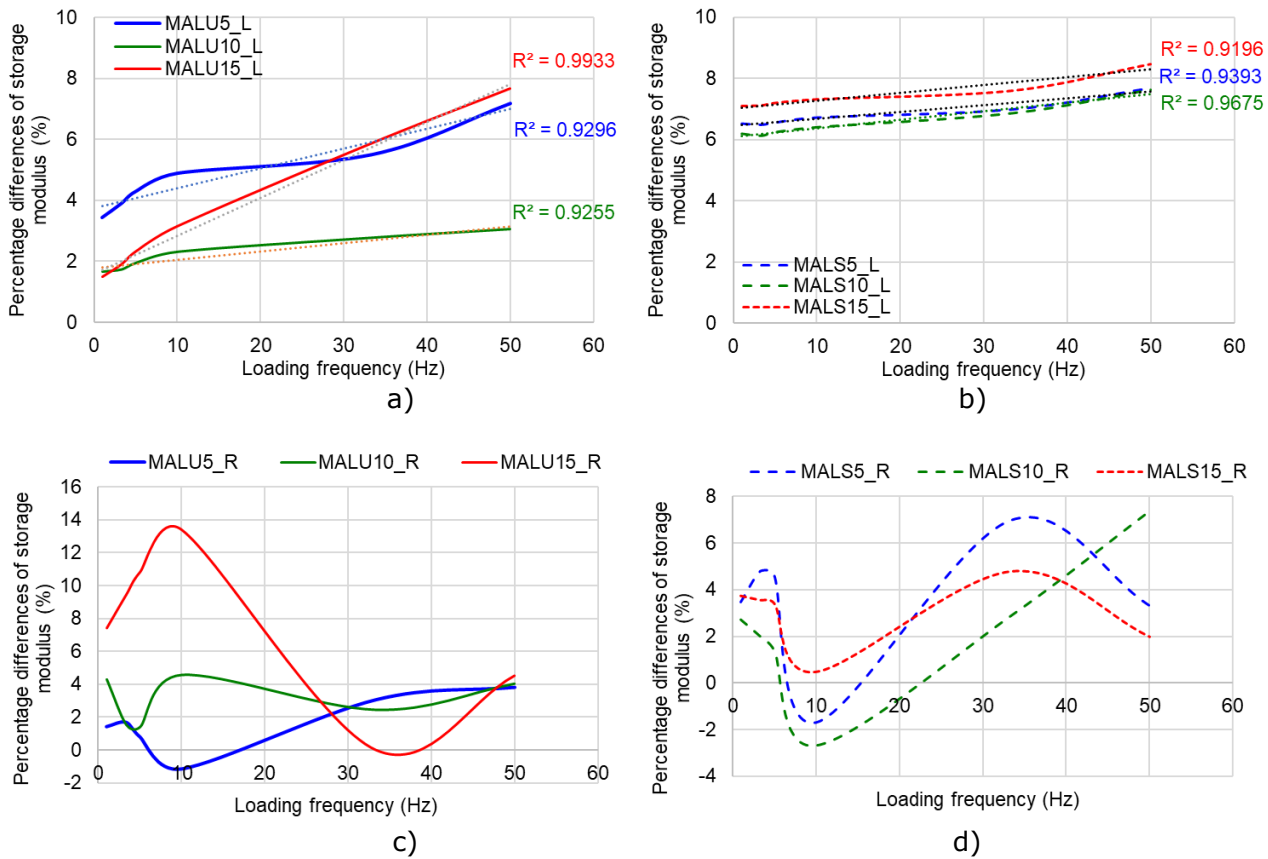 Percentage differences of storage
modulus (%)
10
8
6
4
2
0
MALU5_L
MALU10_L
MALU15_L
R² = 0.9933
R² = 0.9296
R² = 0.9255
0 10 20 30 40 50 60
Loading frequency (Hz)
a)
Percentage differences of storage
modulus (%)
10
8
6
4
2
0
R² = 0.9196
R² = 0.9393
R² = 0.9675
MALS5_L
MALS10_L
MALS15_L
0 10 20 30 40 50 60
Loading frequency (Hz)
b)
MALU5_R MALU10_R MALU15_R
Percentage differences of storage
modulus (%)
16
14
12
10
8
6
4
2
0
-2
0 10 20 30 40 50 60
Loading frequency (Hz)
c)
MALS5_R MALS10_R MALS15_R
Percentage differences of storage
modulus (%)
8
6
4
2
0
-2
-4
0 10 20 30 40 50 60
Loading frequency (Hz)
d)